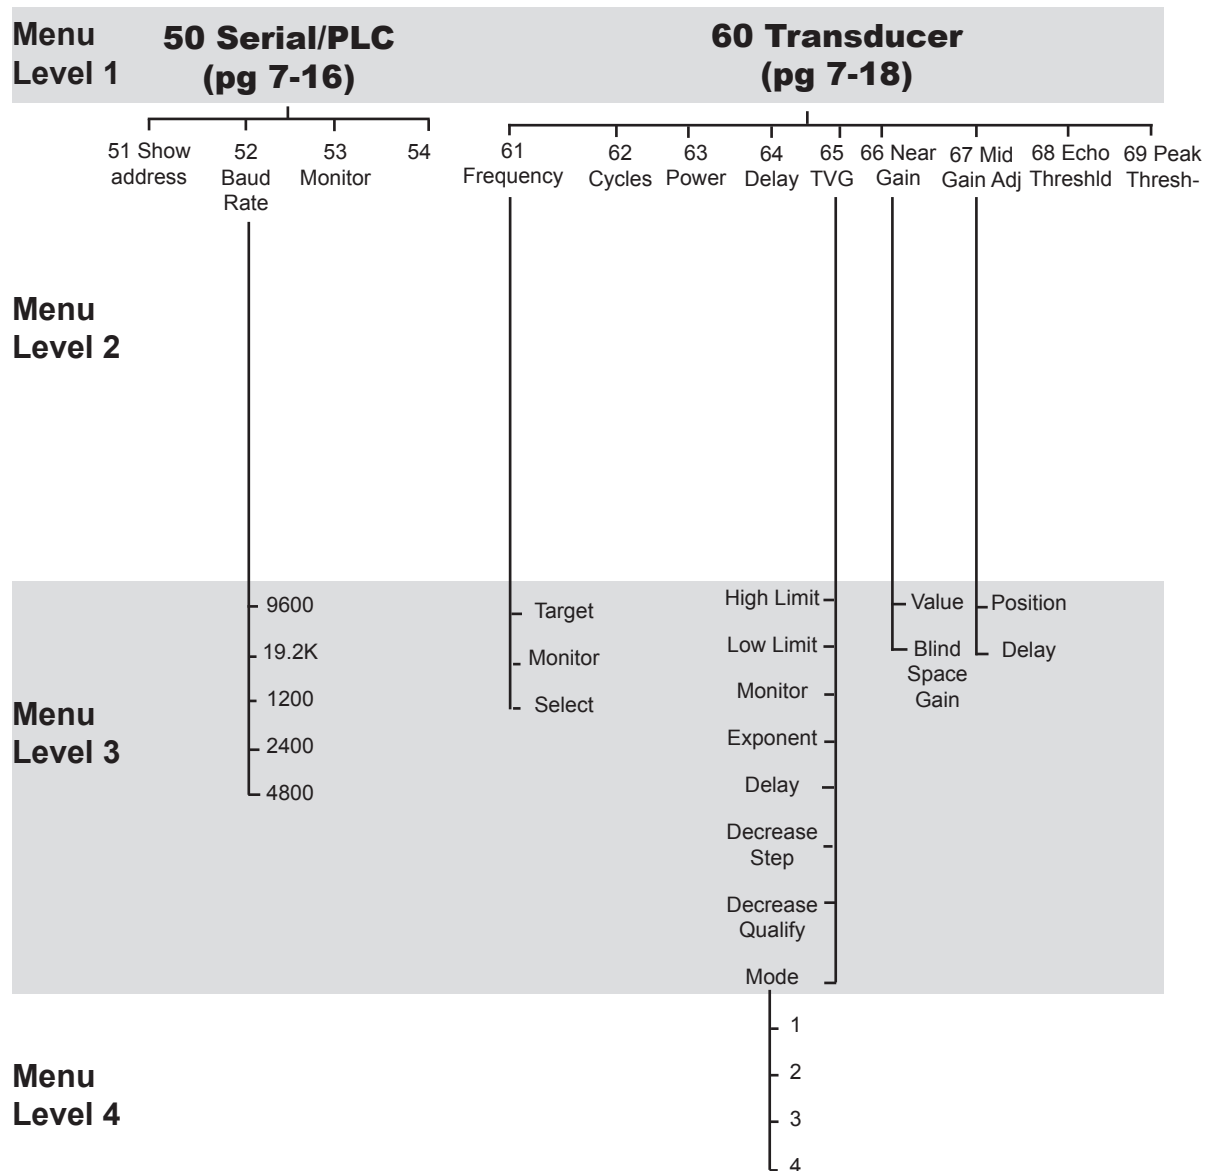 Menu
Level 1
50 Serial/PLC
(pg 7-16)
60 Transducer
(pg 7-18)
51 Show
address
52
Baud
Rate
53
Monitor
54
61
Frequency
62
Cycles
63
Power
64
Delay
65
TVG
66 Near
Gain
67 Mid
Gain Adj
68 Echo
Threshld
69 Peak
Thresh-
Menu
Level 2
Menu
Level 3
9600
19.2K
1200
2400
4800
Target
Monitor
Select
High Limit
Low Limit
Monitor
Exponent
Delay
Decrease
Step
Decrease
Qualify
Mode
Value
Blind
Space
Gain
Position
Delay
Menu
Level 4
1
2
3
4